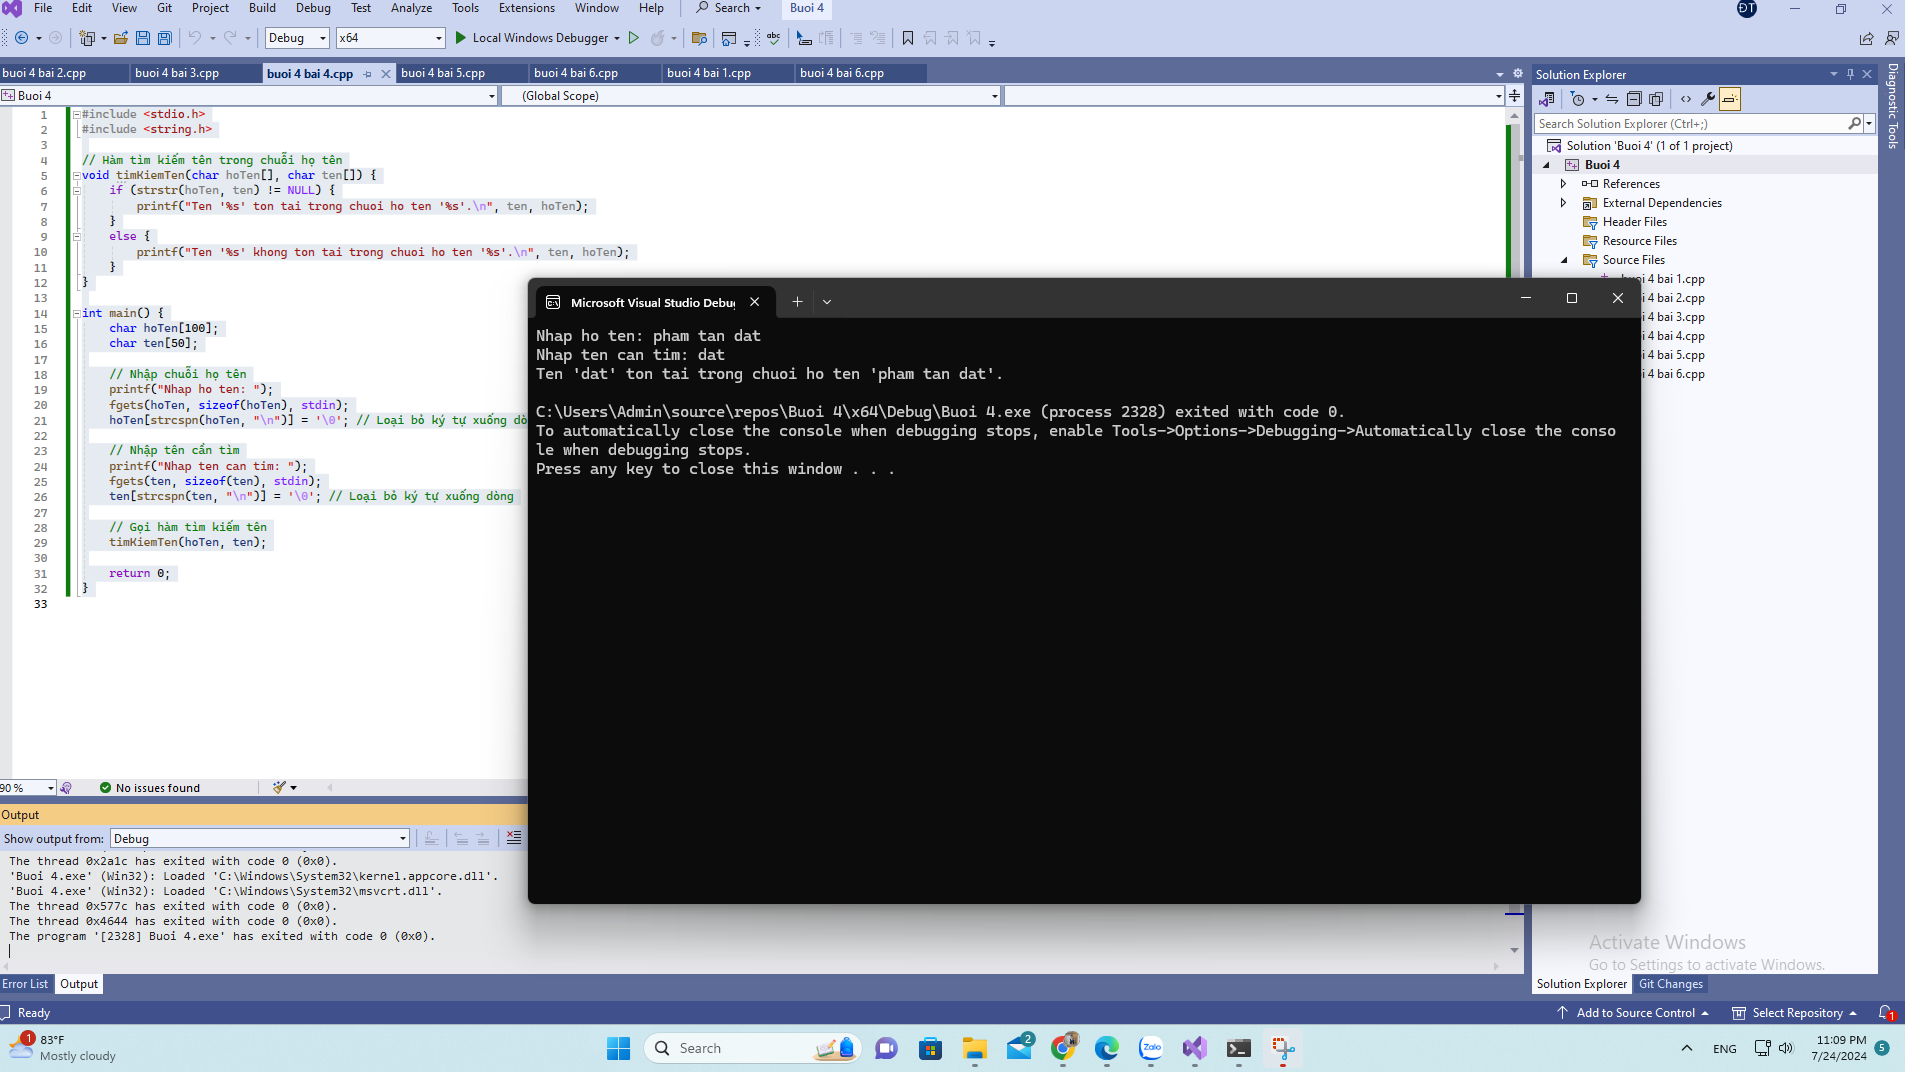 File Edit View Git Project Build Debug Test Analyze Tools Extensions Window Help Search Buoi 4 ĐT
Debug x64 Local Windows Debugger abc
buoi 4 bai 2.cpp buoi 4 bai 3.cpp buoi 4 bai 4.cpp buoi 4 bai 5.cpp buoi 4 bai 6.cpp buoi 4 bai 1.cpp buoi 4 bai 6.cpp
Buoi 4 (Global Scope)
1 #include <stdio.h>
2 #include <string.h>
3
4 // Hàm tìm kiếm tên trong chuỗi họ tên
5 void timKiemTen(char hoTen[], char ten[]) {
6 if (strstr(hoTen, ten) != NULL) {
7 printf("Ten '%s' ton tai trong chuoi ho ten '%s'.\n", ten, hoTen);
8 }
9 else {
10 printf("Ten '%s' khong ton tai trong chuoi ho ten '%s'.\n", ten, hoTen);
11 }
12 }
13
14 int main() {
15 char hoTen[100];
16 char ten[50];
17
18 // Nhập chuỗi họ tên
19 printf("Nhap ho ten: ");
20 fgets(hoTen, sizeof(hoTen), stdin);
21 hoTen[strcspn(hoTen, "\n")] = '\0'; // Loại bỏ ký tự xuống dò
22
23 // Nhập tên cần tìm
24 printf("Nhap ten can tim: ");
25 fgets(ten, sizeof(ten), stdin);
26 ten[strcspn(ten, "\n")] = '\0'; // Loại bỏ ký tự xuống dòng
27
28 // Gọi hàm tìm kiếm tên
29 timKiemTen(hoTen, ten);
30
31 return 0;
32 }
33
Microsoft Visual Studio Debug
Nhap ho ten: pham tan dat
Nhap ten can tim: dat
Ten 'dat' ton tai trong chuoi ho ten 'pham tan dat'.
C:\Users\Admin\source\repos\Buoi 4\x64\Debug\Buoi 4.exe (process 2328) exited with code 0.
To automatically close the console when debugging stops, enable Tools->Options->Debugging->Automatically close the conso
le when debugging stops.
Press any key to close this window . . .
Solution Explorer
Search Solution Explorer (Ctrl+;)
Solution 'Buoi 4' (1 of 1 project)
Buoi 4
References
External Dependencies
Header Files
Resource Files
Source Files
buoi 4 bai 1.cpp
i 4 bai 2.cpp
i 4 bai 3.cpp
i 4 bai 4.cpp
i 4 bai 5.cpp
i 4 bai 6.cpp
Diagnostic Tools
90 % No issues found
Output
Show output from: Debug
The thread 0x2a1c has exited with code 0 (0x0).
'Buoi 4.exe' (Win32): Loaded 'C:\Windows\System32\kernel.appcore.dll'.
'Buoi 4.exe' (Win32): Loaded 'C:\Windows\System32\msvcrt.dll'.
The thread 0x577c has exited with code 0 (0x0).
The thread 0x4644 has exited with code 0 (0x0).
The program '[2328] Buoi 4.exe' has exited with code 0 (0x0).
Activate Windows
Go to Settings to activate Windows.
Error List Output
Solution Explorer Git Changes
Ready Add to Source Control Select Repository 1
1 83°F
Mostly cloudy
Search 2 Zalo
ENG
11:09 PM
7/24/2024
5